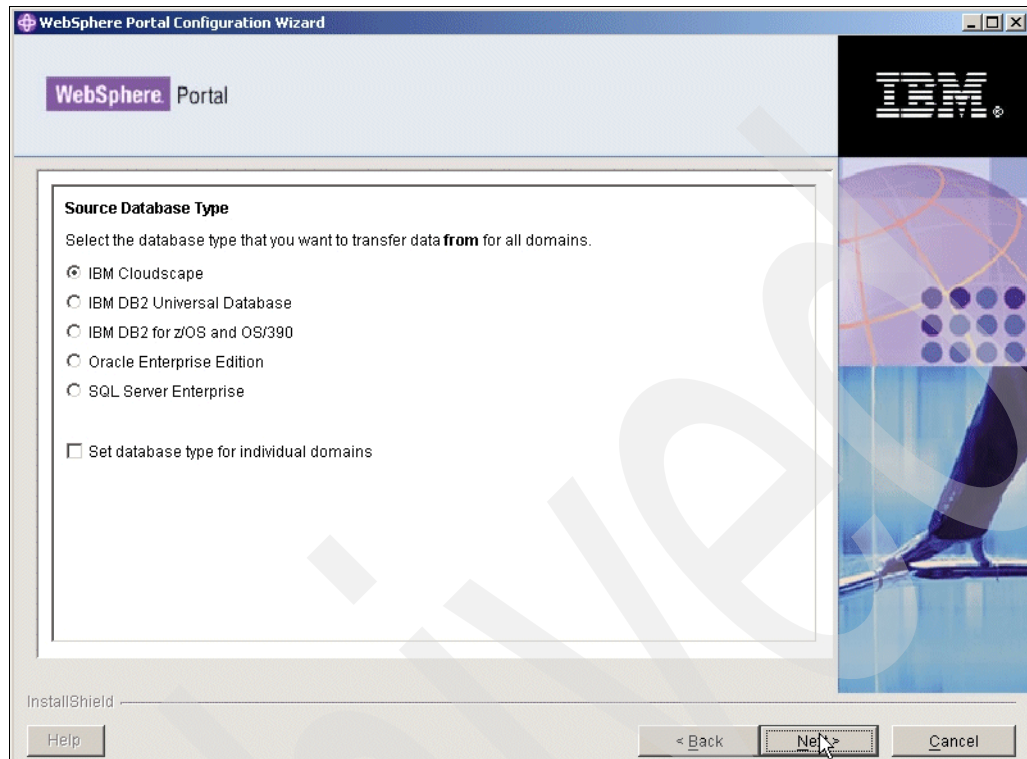 WebSphere Portal Configuration Wizard
WebSphere. Portal
IBM®
Source Database Type
Select the database type that you want to transfer data from for all domains.
IBM Cloudscape
IBM DB2 Universal Database
IBM DB2 for z/OS and OS/390
Oracle Enterprise Edition
SQL Server Enterprise
Set database type for individual domains
InstallShield
Help
< Back
Next >
Cancel